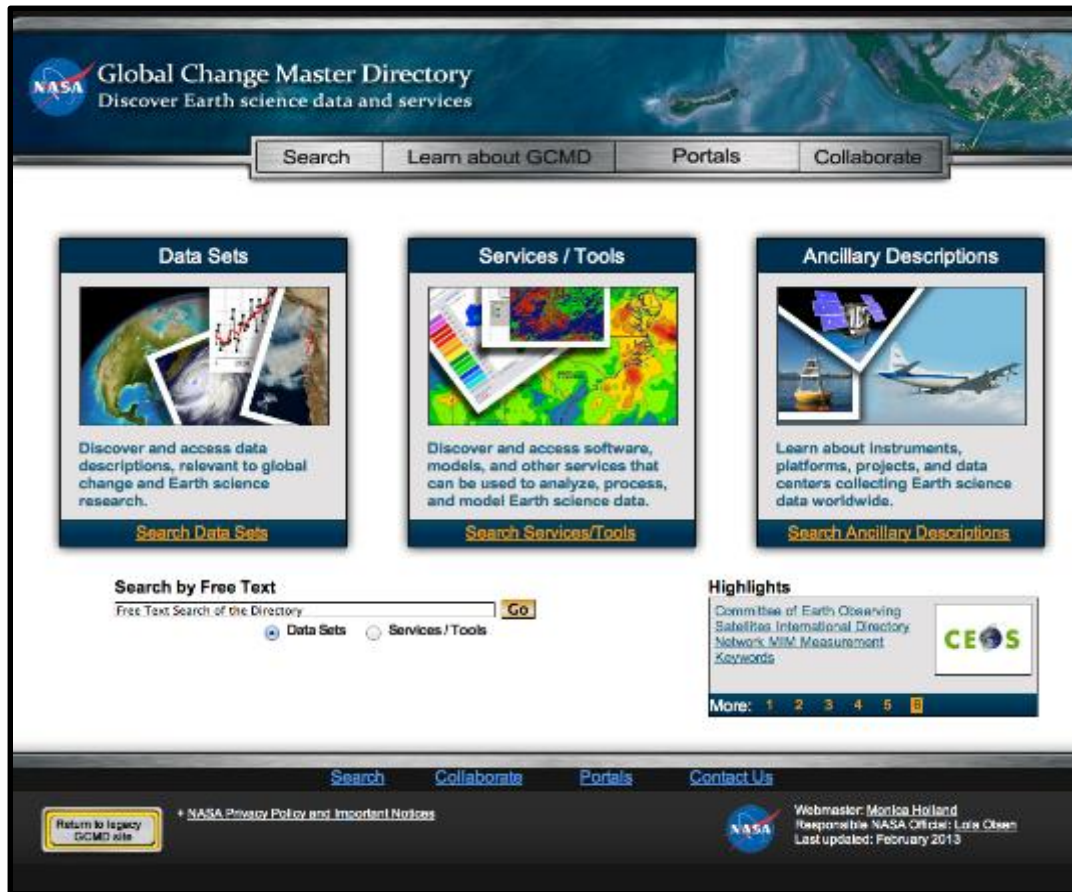 NASA
Global Change Master Directory
Discover Earth science data and services
Search
Learn about GCMD
Portals
Collaborate
Data Sets
Discover and access data
descriptions, relevant to global
change and Earth science
research.
Search Data Sets
Services / Tools
Discover and access software,
models, and other services that
can be used to analyze, process,
and model Earth science data.
Search Services/Tools
Ancillary Descriptions
Learn about instruments,
platforms, projects, and data
centers collecting Earth science
data worldwide.
Search Ancillary Descriptions
Search by Free Text
Free Text Search of the Directory
Go
Data Sets
Services / Tools
Highlights
Committee of Earth Observing
Satellites International Directory
Network MIM Measurement
Keywords
CEOS
More: 1 2 3 4 5 6
Search
Collaborate
Portals
Contact Us
Return to legacy
GCMD site
+ NASA Privacy Policy and Important Notices
NASA
Webmaster: Monica Holland
Responsible NASA Official: Lola Olsen
Last updated: February 2013